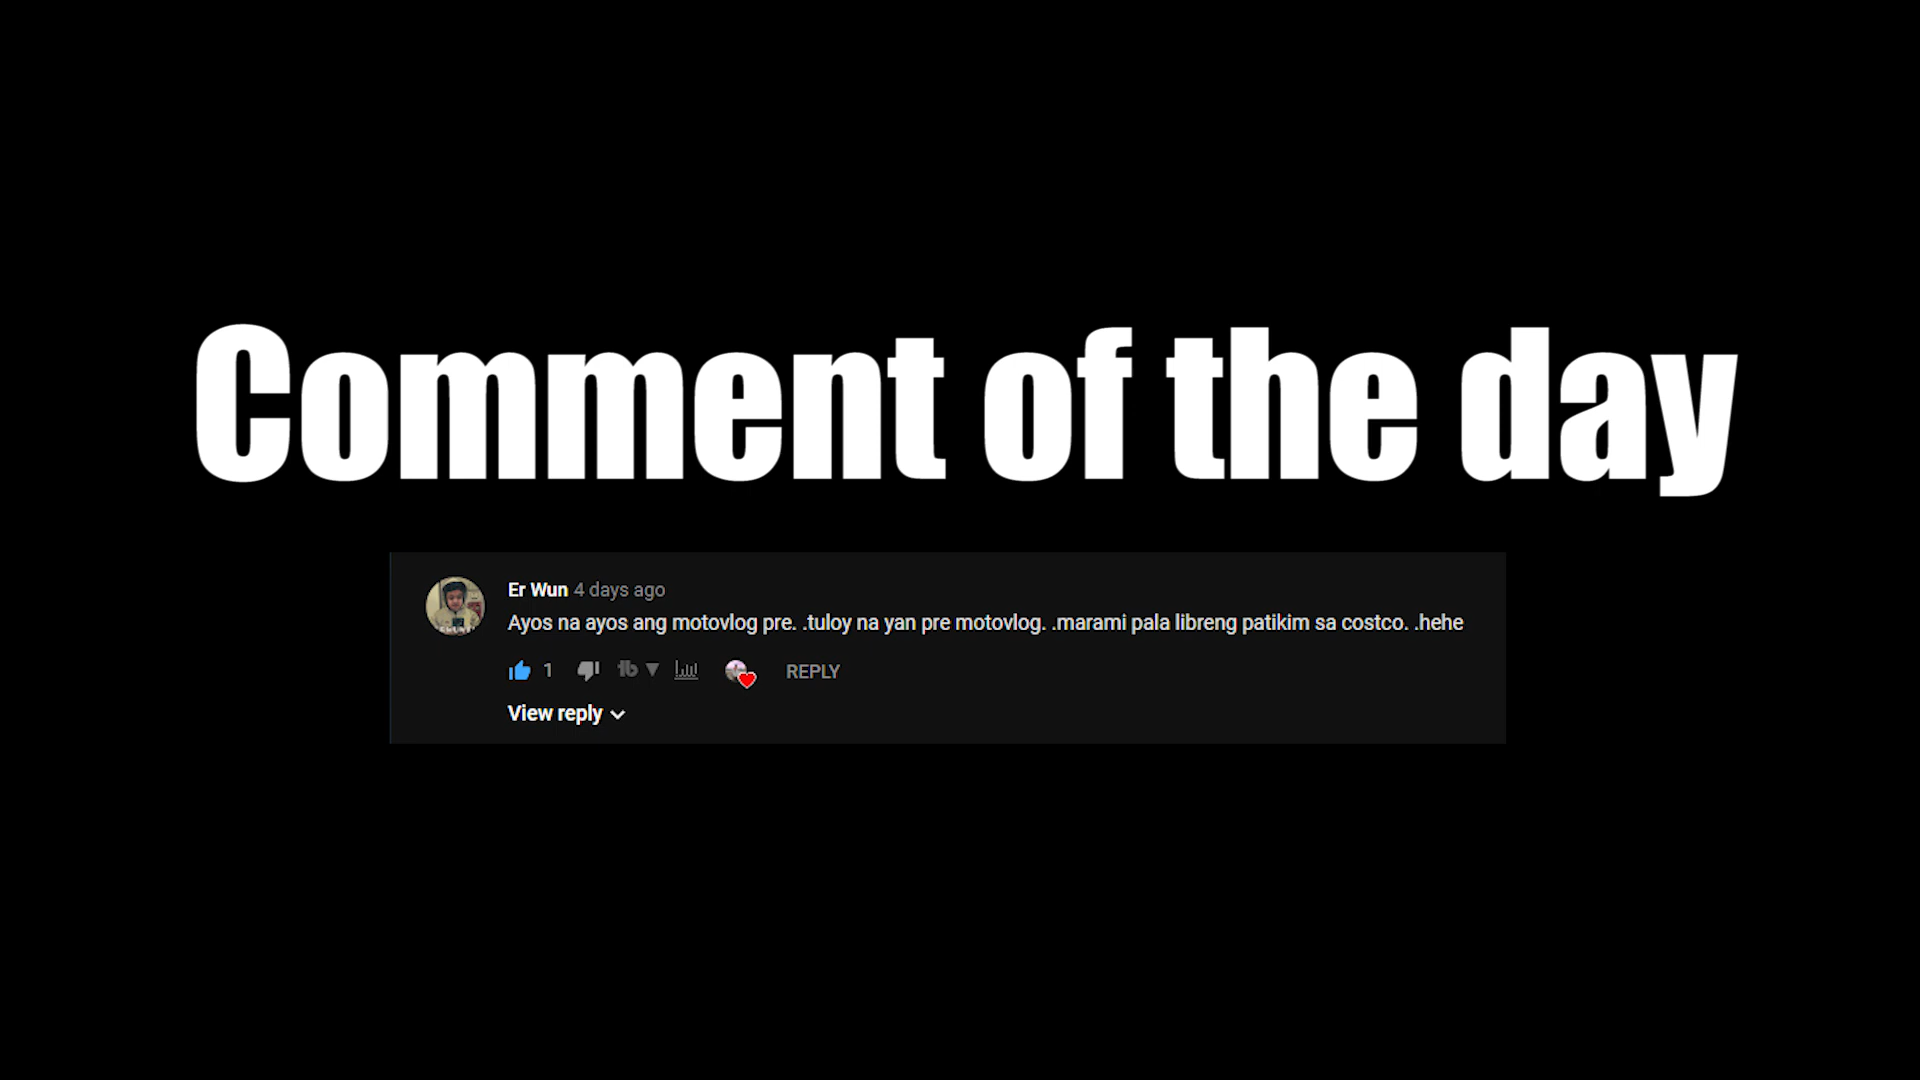 Comment of the day
Er Wun 4 days ago
Ayos na ayos ang motovlog pre. .tuloy na yan pre motovlog. .marami pala libreng patikim sa costco. .hehe
1 REPLY
View reply